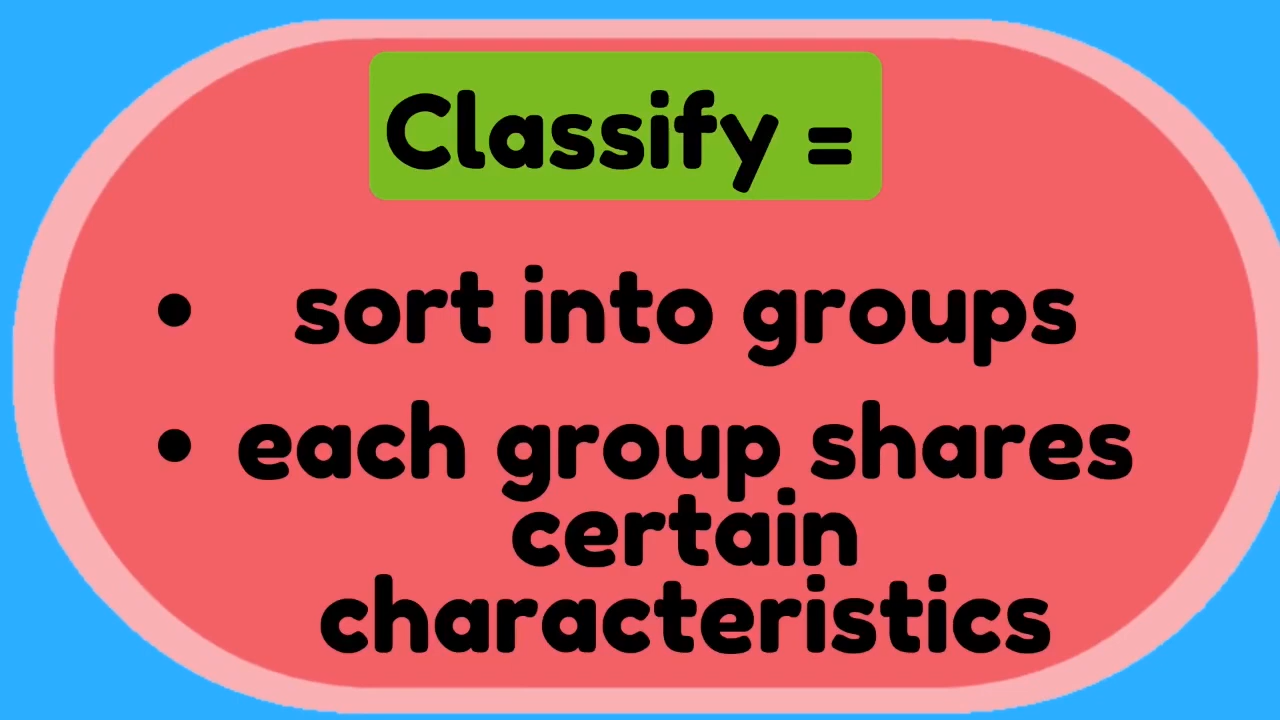 Classify =
• sort into groups
• each group shares
certain
characteristics